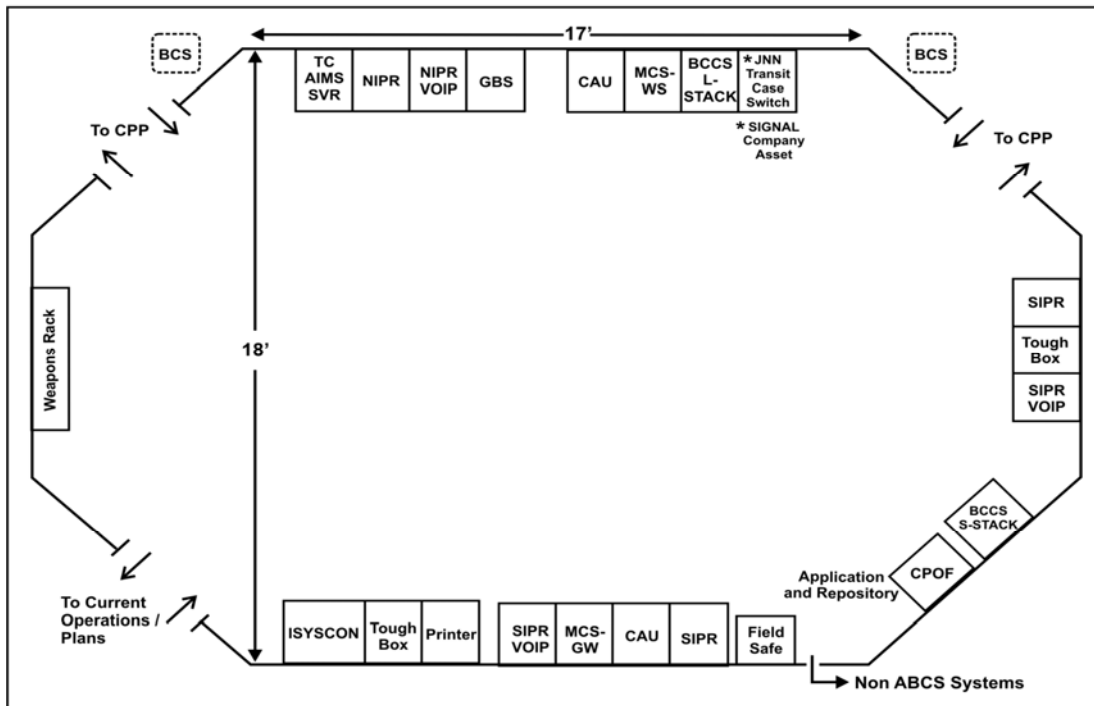 17'
BCS
BCS
TC
AIMS
SVR
NIPR
NIPR
VOIP
GBS
CAU
MCS-
WS
BCCS
L-
STACK
* JNN
Transit
Case
Switch
* SIGNAL
Company
Asset
To CPP
To CPP
Weapons Rack
18'
SIPR
Tough
Box
SIPR
VOIP
BCCS
S-STACK
CPOF
Application
and Repository
To Current
Operations /
Plans
ISYSCON
Tough
Box
Printer
SIPR
VOIP
MCS-
GW
CAU
SIPR
Field
Safe
Non ABCS Systems